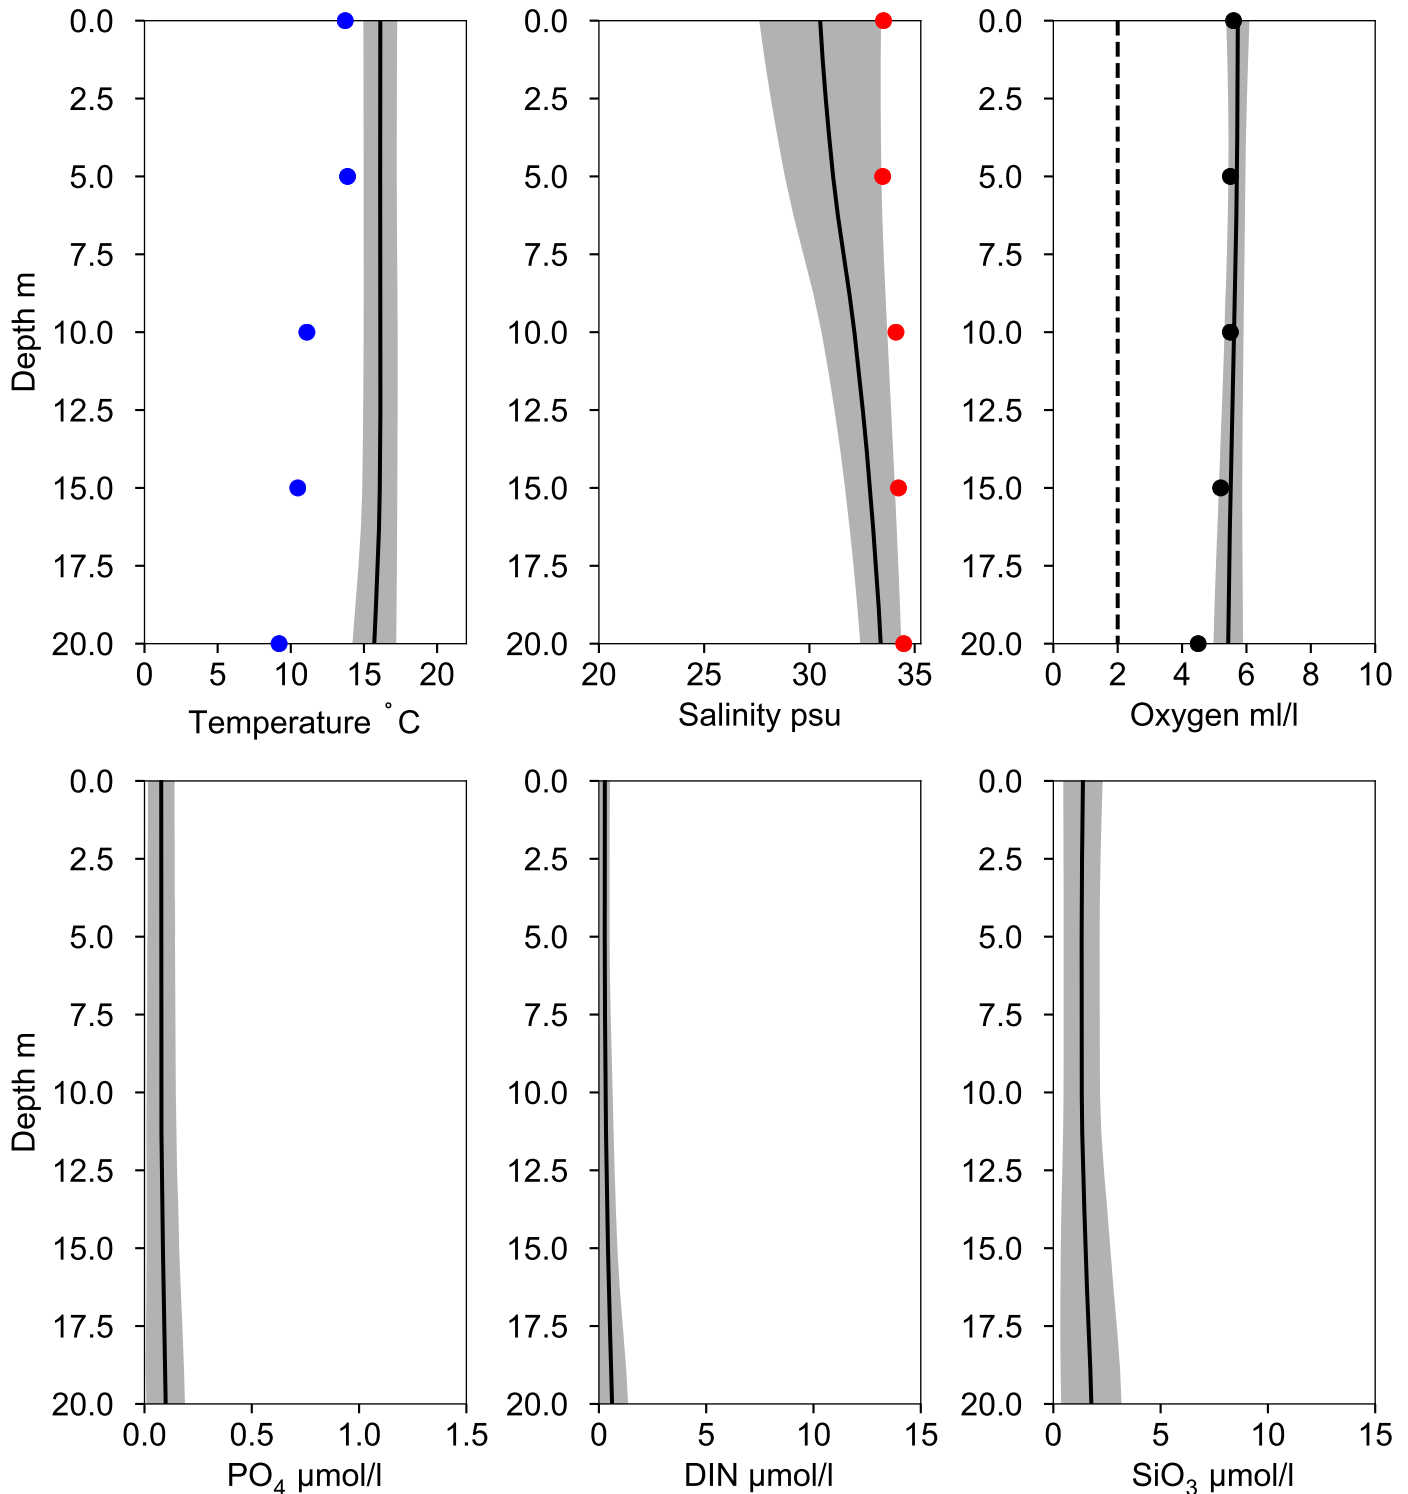 0.0 0.0 0.0
2.5 2.5 2.5
5.0 5.0 5.0
7.5 7.5 7.5
Depth m
10.0 10.0 10.0
12.5 12.5 12.5
15.0 15.0 15.0
17.5 17.5 17.5
20.0 20.0 20.0
0 5 10 15 20 20 25 30 35 0 2 4 6 8 10
Temperature °C Salinity psu Oxygen ml/l
0.0 0.0 0.0
2.5 2.5 2.5
5.0 5.0 5.0
7.5 7.5 7.5
Depth m
10.0 10.0 10.0
12.5 12.5 12.5
15.0 15.0 15.0
17.5 17.5 17.5
20.0 20.0 20.0
0.0 0.5 1.0 1.5 0 5 10 15 0 5 10 15
PO₄ µmol/l DIN µmol/l SiO₃ µmol/l